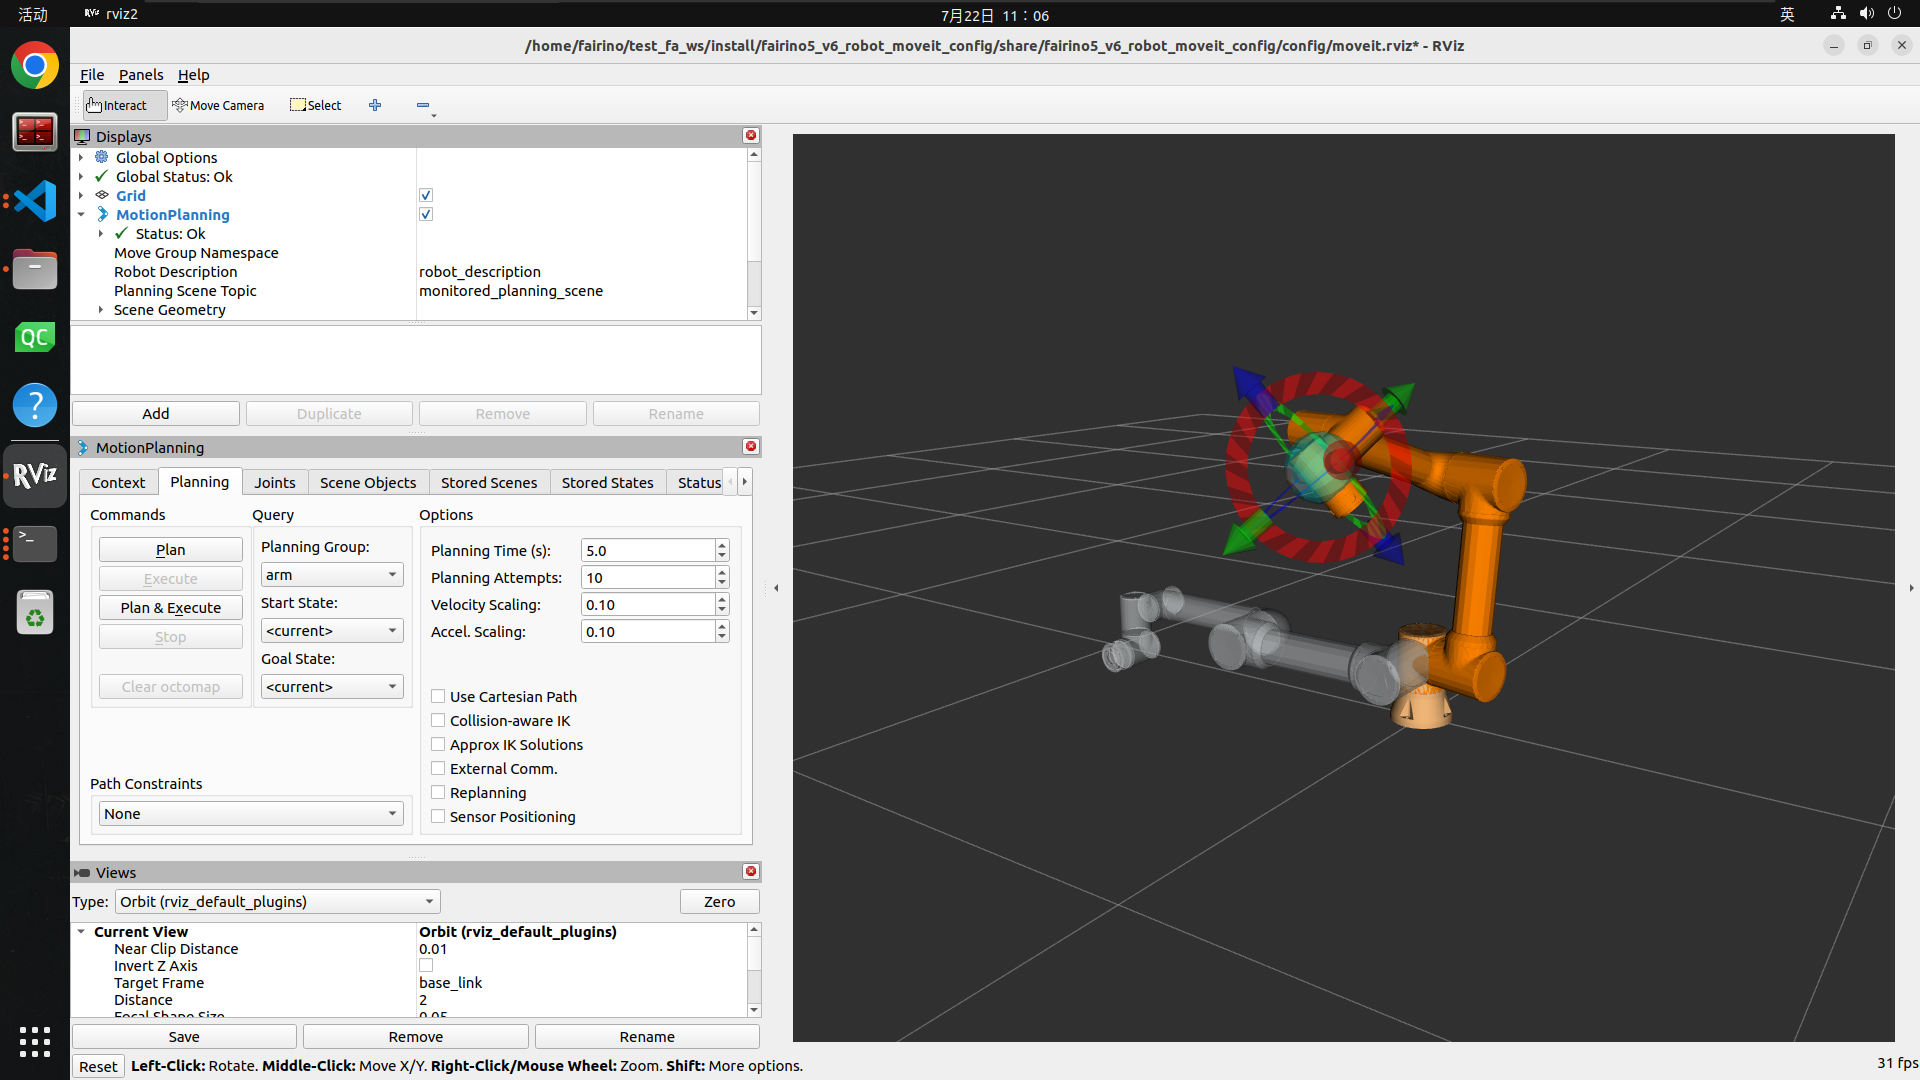 活动
RViz rviz2
7月22日 11：06
英
/home/fairino/test_fa_ws/install/fairino5_v6_robot_moveit_config/share/fairino5_v6_robot_moveit_config/config/moveit.rviz* - RViz
File Panels Help
Interact Move Camera Select
Displays
Global Options
Global Status: Ok
Grid
MotionPlanning
Status: Ok
Move Group Namespace
Robot Description robot_description
Planning Scene Topic monitored_planning_scene
Scene Geometry
QC
Add Duplicate Remove Rename
MotionPlanning
RViz
Context Planning Joints Scene Objects Stored Scenes Stored States Status
Commands Query Options
Plan
Execute
Plan & Execute
Stop
Clear octomap
Planning Group:
arm
Start State:
<current>
Goal State:
<current>
Planning Time (s): 5.0
Planning Attempts: 10
Velocity Scaling: 0.10
Accel. Scaling: 0.10
Use Cartesian Path
Collision-aware IK
Approx IK Solutions
External Comm.
Replanning
Sensor Positioning
Path Constraints
None
Views
Type: Orbit (rviz_default_plugins) Zero
Current View Orbit (rviz_default_plugins)
Near Clip Distance 0.01
Invert Z Axis
Target Frame base_link
Distance 2
Focal Shape Size 0.05
Save Remove Rename
Reset Left-Click: Rotate. Middle-Click: Move X/Y. Right-Click/Mouse Wheel: Zoom. Shift: More options.
31 fps